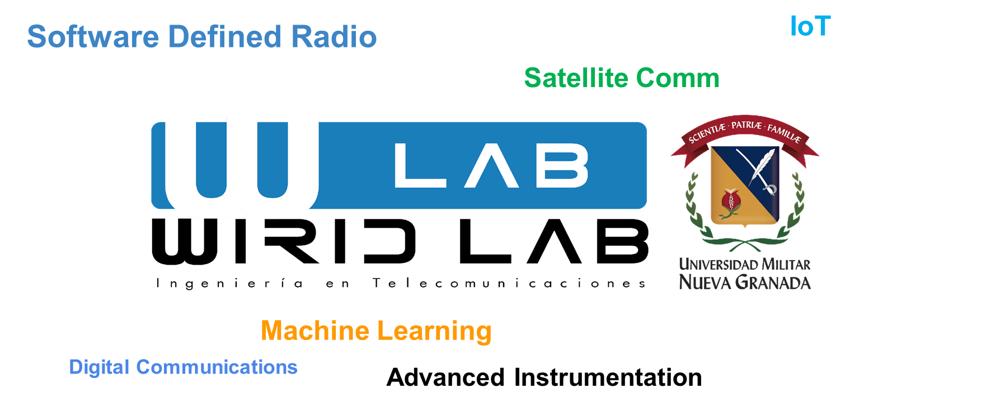 Software Defined Radio
IoT
Satellite Comm
SCIENTIÆ · PATRIÆ · FAMILIÆ
W LAB
WIRID LAB
Ingeniería en Telecomunicaciones
UNIVERSIDAD MILITAR
NUEVA GRANADA
Machine Learning
Digital Communications
Advanced Instrumentation